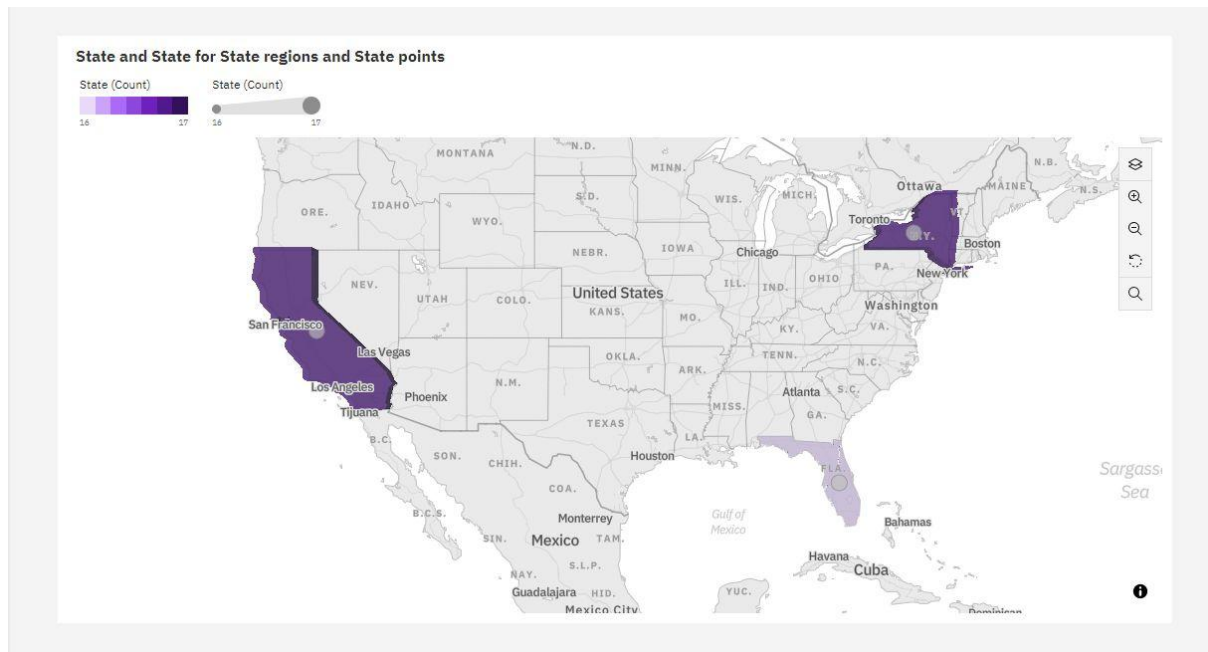 State and State for State regions and State points
State (Count)
State (Count)
16
17
16
17
MONTANA
N.D.
MINN.
N.B.
Ottawa
MAINE
N.S.
ORE.
IDAHO
S.D.
WIS.
MICH.
WYO.
Toronto
VT.
N.Y.
Boston
NEBR.
IOWA
Chicago
PA.
New York
NEV.
UTAH
COLO.
United States
ILL.
IND.
OHIO
Washington
San Francisco
KANS.
MO.
KY.
VA.
Las Vegas
OKLA.
TENN.
N.C.
ARK.
Los Angeles
Phoenix
N.M.
Atlanta
S.C.
Tijuana
MISS.
GA.
B.C.
TEXAS
LA.
SON.
CHIH.
Houston
FLA.
Sargass
Sea
COA.
B.C.S.
Monterrey
Gulf of
Mexico
Bahamas
SIN.
Mexico
TAM.
Havana
Cuba
S.L.P.
NAY.
Guadalajara
HID.
YUC.
Mexico City
Dominican